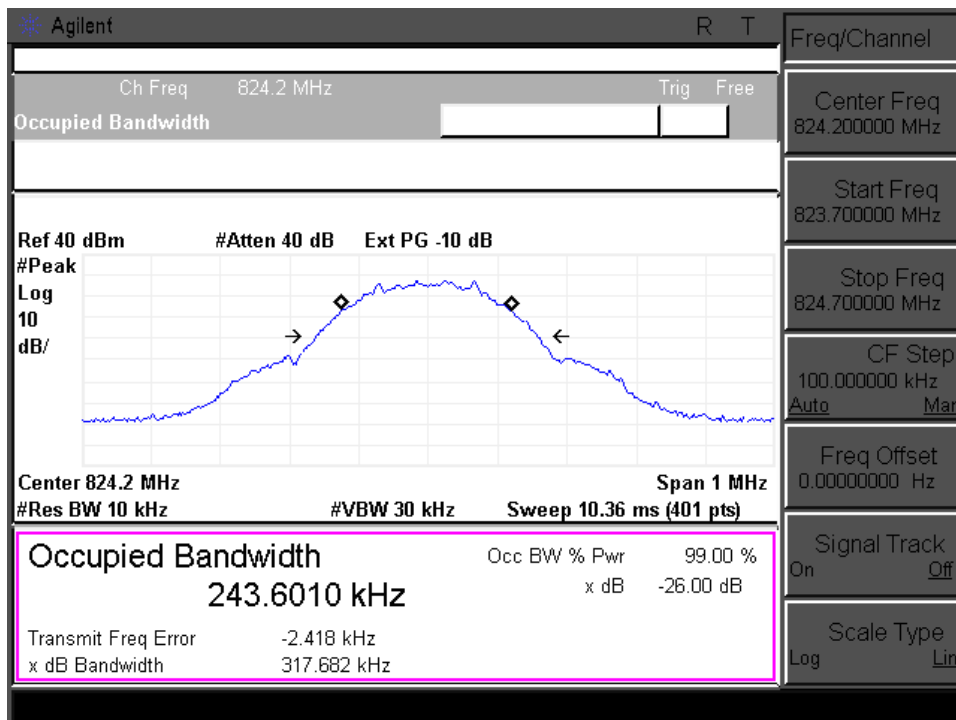 Agilent R T
Freq/Channel
Ch Freq 824.2 MHz Trig Free
Occupied Bandwidth
Center Freq
824.200000 MHz
Start Freq
823.700000 MHz
Stop Freq
824.700000 MHz
CF Step
100.000000 kHz
Auto Man
Freq Offset
0.00000000 Hz
Signal Track
On Off
Scale Type
Log Lin
Ref 40 dBm #Atten 40 dB Ext PG -10 dB
#Peak
Log
10
dB/
Center 824.2 MHz Span 1 MHz
#Res BW 10 kHz #VBW 30 kHz Sweep 10.36 ms (401 pts)
Occupied Bandwidth Occ BW % Pwr 99.00 %
243.6010 kHz x dB -26.00 dB
Transmit Freq Error -2.418 kHz
x dB Bandwidth 317.682 kHz